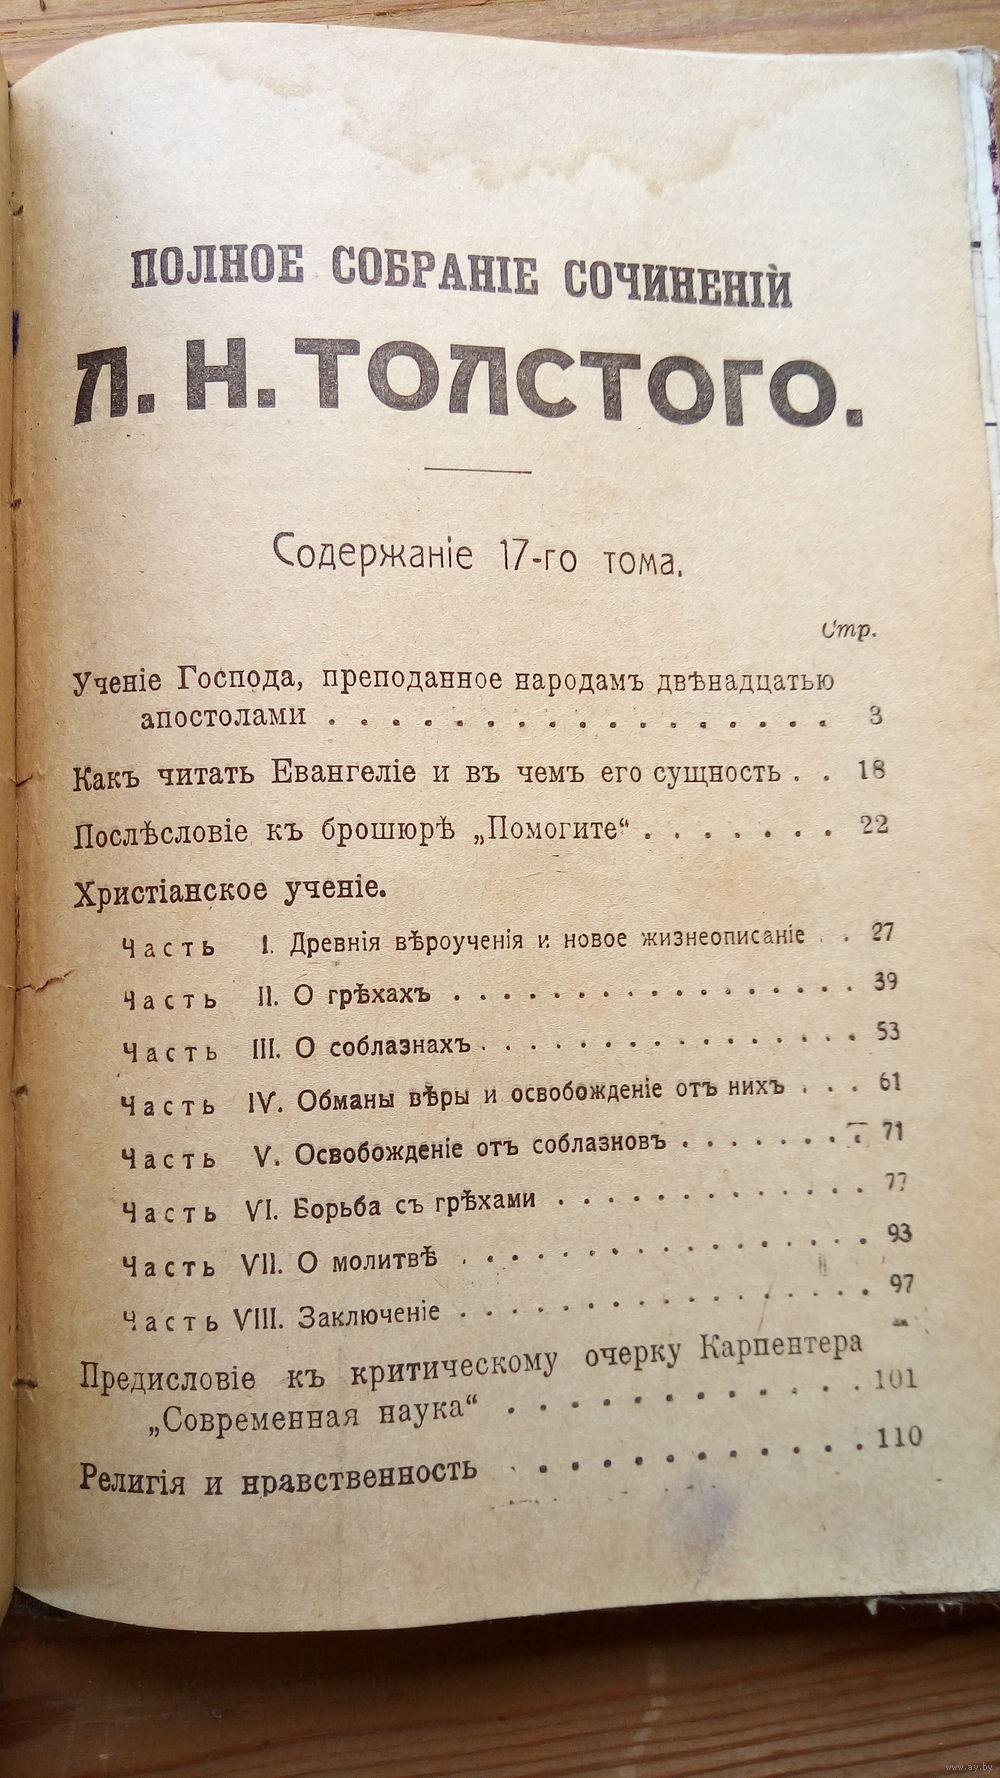 ПОЛНОЕ СОБРАНІЕ СОЧИНЕНІЙ
Л. Н. ТОЛСТОГО.
Содержаніе 17-го тома.
Стр.
Ученіе Господа, преподанное народамъ двѣнадцатью
апостолами . . . . . . . . . . . . . . . . . 3
Какъ читать Евангеліе и въ чемъ его сущность . . 18
Послѣсловіе къ брошюрѣ „Помогите“ . . . . . . . 22
Христіанское ученіе.
Часть I. Древнія вѣроученія и новое жизнеописаніе . . 27
Часть II. О грѣхахъ . . . . . . . . . . . . . . . . . 39
Часть III. О соблазнахъ . . . . . . . . . . . . . . . . 53
Часть IV. Обманы вѣры и освобожденіе отъ нихъ . . . 61
Часть V. Освобожденіе отъ соблазновъ . . . . . . . . 71
Часть VI. Борьба съ грѣхами . . . . . . . . . . . . . 77
Часть VII. О молитвѣ . . . . . . . . . . . . . . . . . 93
Часть VIII. Заключеніе . . . . . . . . . . . . . . . . . 97
Предисловіе къ критическому очерку Карпентера
„Современная наука“ . . . . . . . . . . . . 101
Религія и нравственность . . . . . . . . . . . . 110
www.ay.by